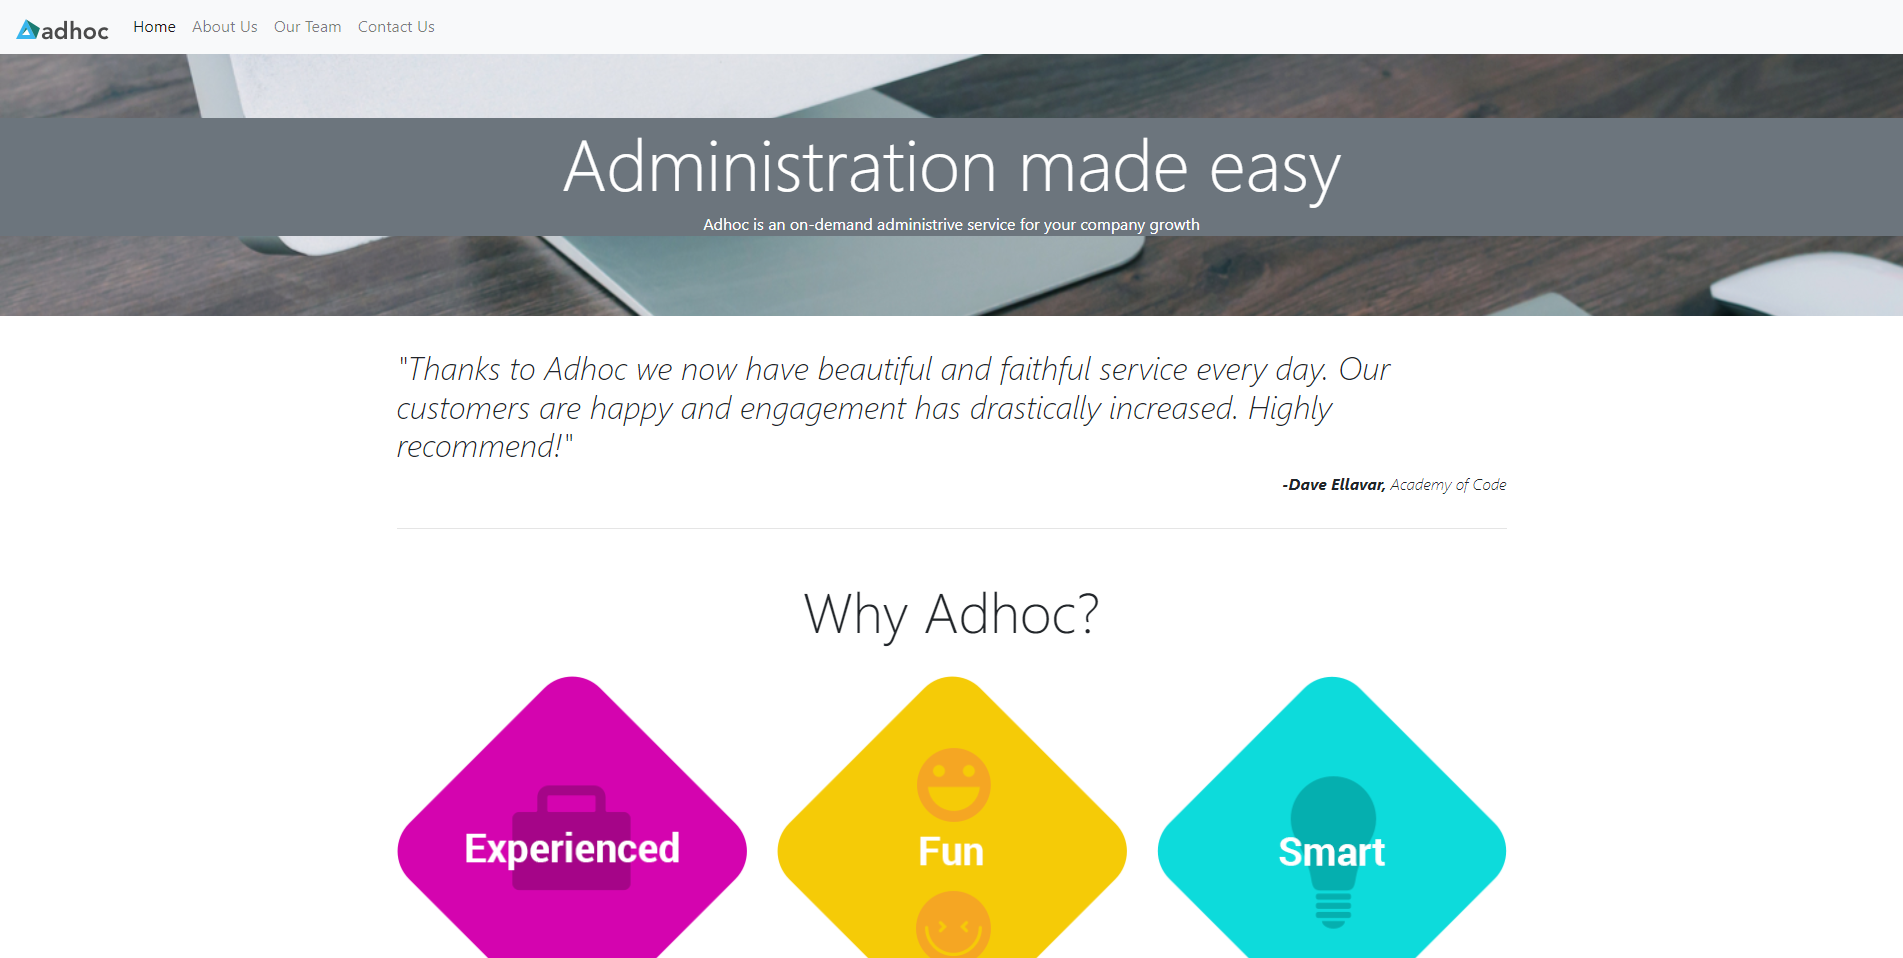 adhoc Home About Us Our Team Contact Us
Administration made easy
Adhoc is an on-demand administrive service for your company growth
"Thanks to Adhoc we now have beautiful and faithful service every day. Our
customers are happy and engagement has drastically increased. Highly
recommend!"
-Dave Ellavar, Academy of Code
Why Adhoc?
Experienced Fun Smart